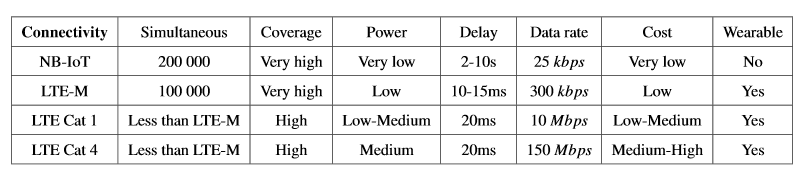 Connectivity Simultaneous Coverage Power Delay Data rate Cost Wearable
NB-IoT 200 000 Very high Very low 2-10s 25 kbps Very low No
LTE-M 100 000 Very high Low 10-15ms 300 kbps Low Yes
LTE Cat 1 Less than LTE-M High Low-Medium 20ms 10 Mbps Low-Medium Yes
LTE Cat 4 Less than LTE-M High Medium 20ms 150 Mbps Medium-High Yes